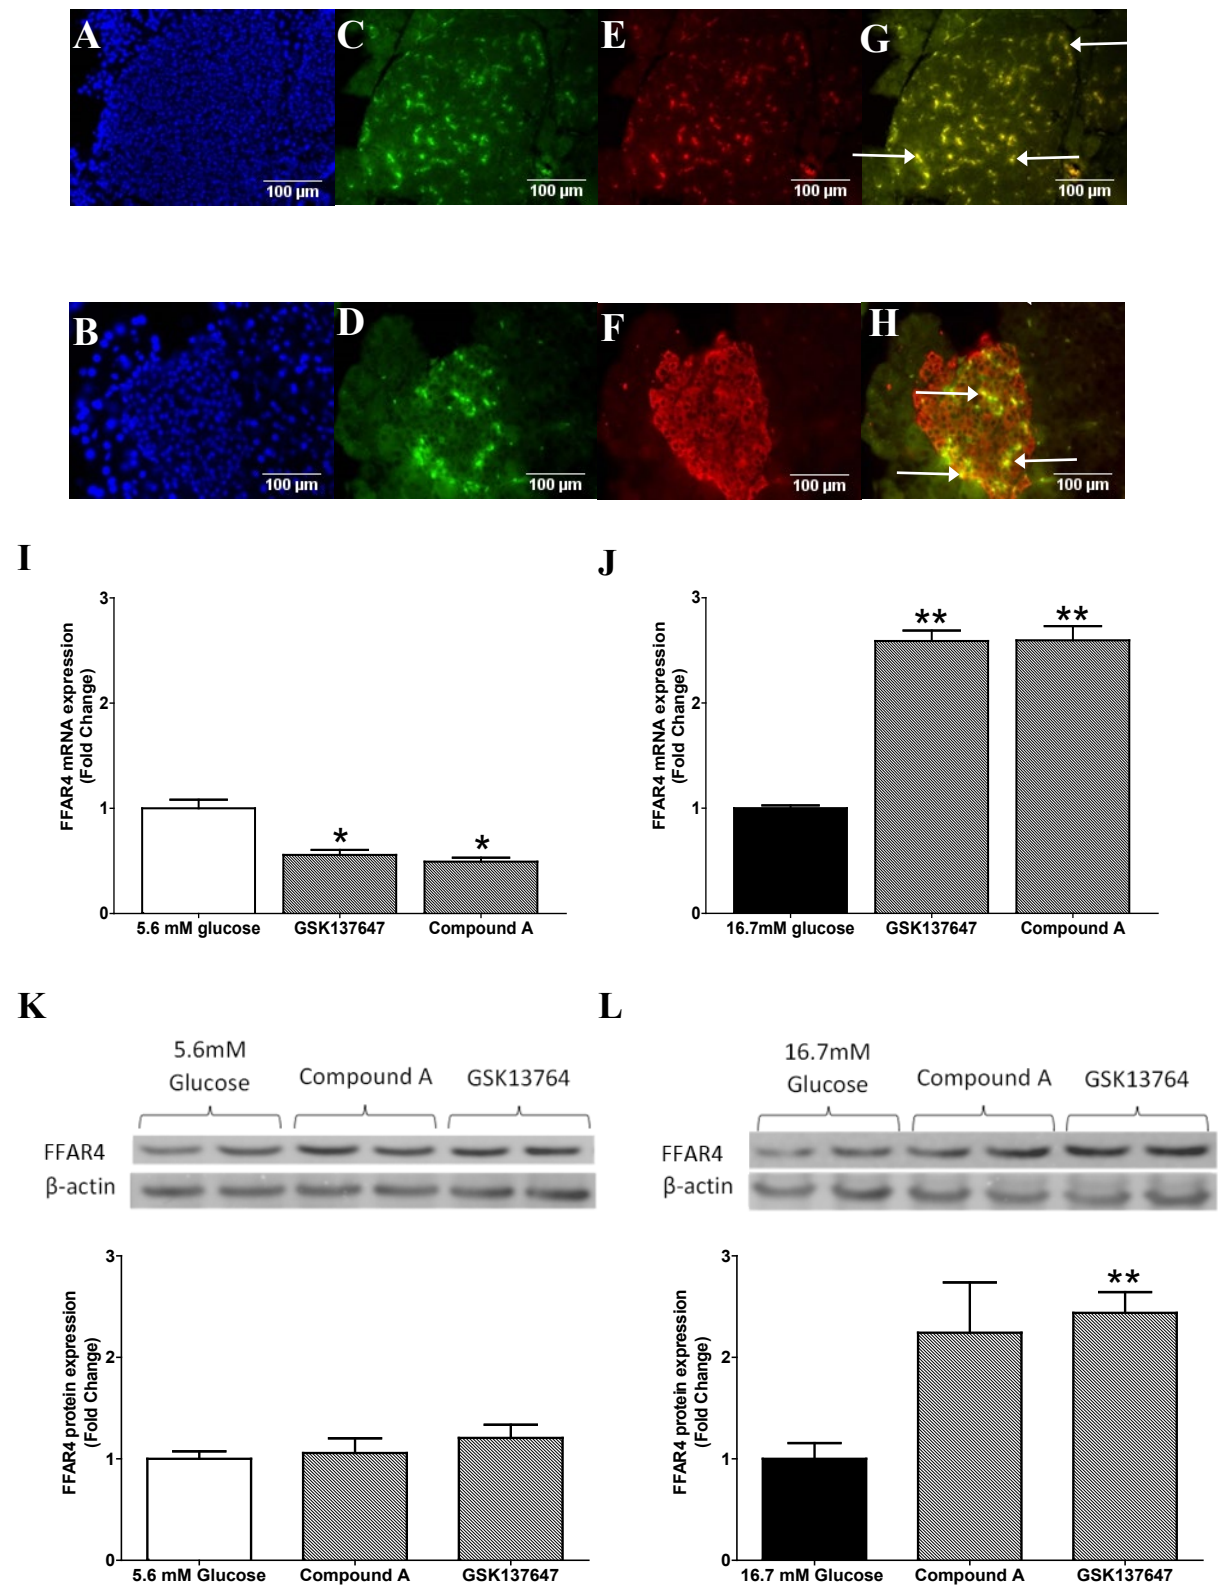 A
C
E
G
100 µm
100 µm
100 µm
100 µm
B
D
F
H
100 µm
100 µm
100 µm
100 µm
I
FFAR4 mRNA expression
(Fold Change)
3
2
1
0
*
*
5.6 mM glucose
GSK137647
Compound A
J
FFAR4 mRNA expression
(Fold Change)
3
2
1
0
**
**
16.7mM glucose
GSK137647
Compound A
K
5.6mM
Glucose
Compound A
GSK13764
FFAR4
β-actin
FFAR4 protein expression
(Fold Change)
3
2
1
0
5.6 mM Glucose
Compound A
GSK137647
L
16.7mM
Glucose
Compound A
GSK13764
FFAR4
β-actin
FFAR4 protein expression
(Fold Change)
3
2
1
0
**
16.7 mM Glucose
Compound A
GSK137647